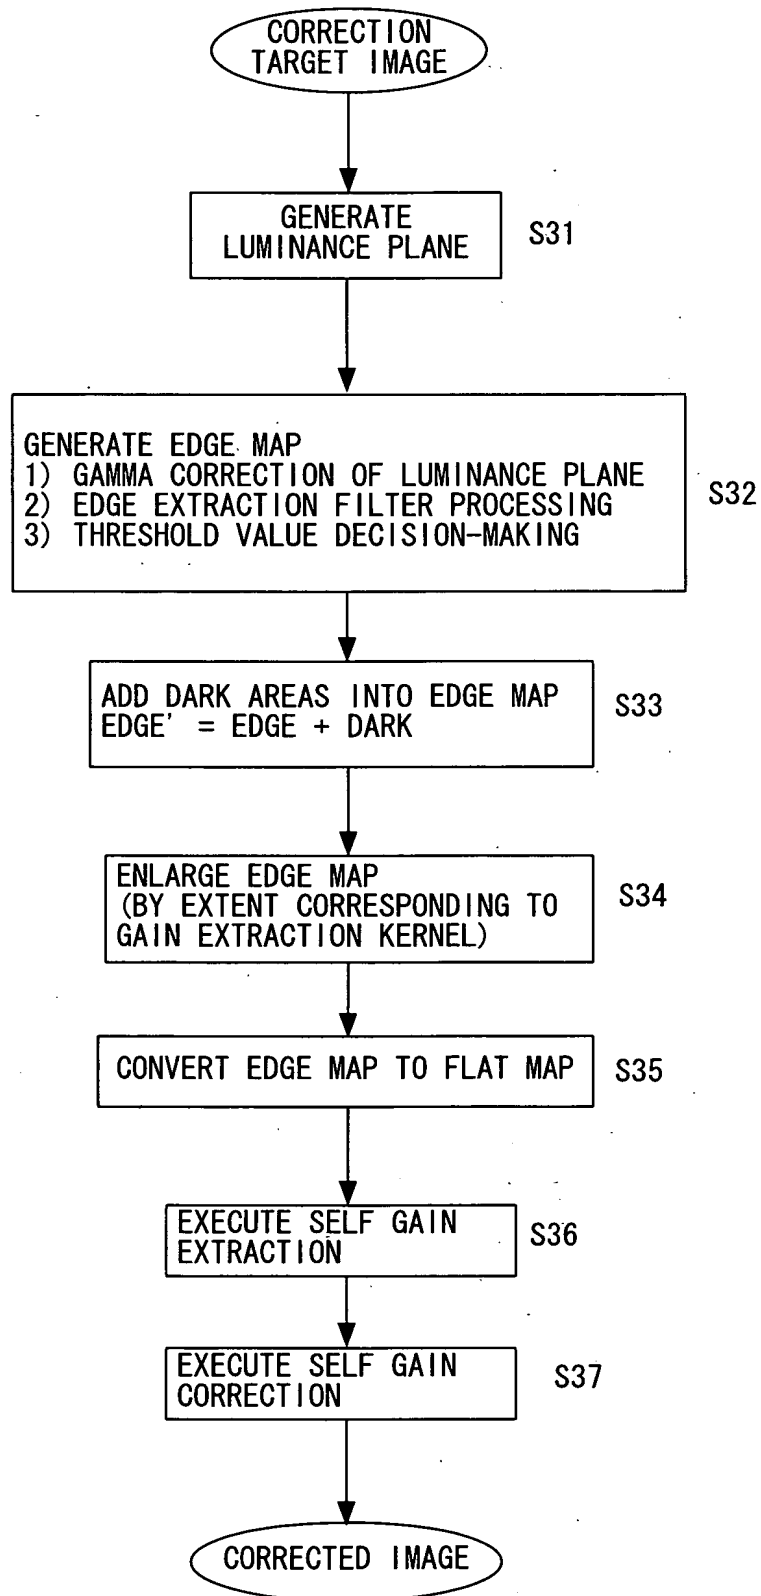 CORRECTION
TARGET IMAGE
GENERATE
LUMINANCE PLANE
S31
GENERATE EDGE MAP
1) GAMMA CORRECTION OF LUMINANCE PLANE
2) EDGE EXTRACTION FILTER PROCESSING
3) THRESHOLD VALUE DECISION-MAKING
S32
ADD DARK AREAS INTO EDGE MAP
EDGE' = EDGE + DARK
S33
ENLARGE EDGE MAP
(BY EXTENT CORRESPONDING TO
GAIN EXTRACTION KERNEL)
S34
CONVERT EDGE MAP TO FLAT MAP
S35
EXECUTE SELF GAIN
EXTRACTION
S36
EXECUTE SELF GAIN
CORRECTION
S37
CORRECTED IMAGE